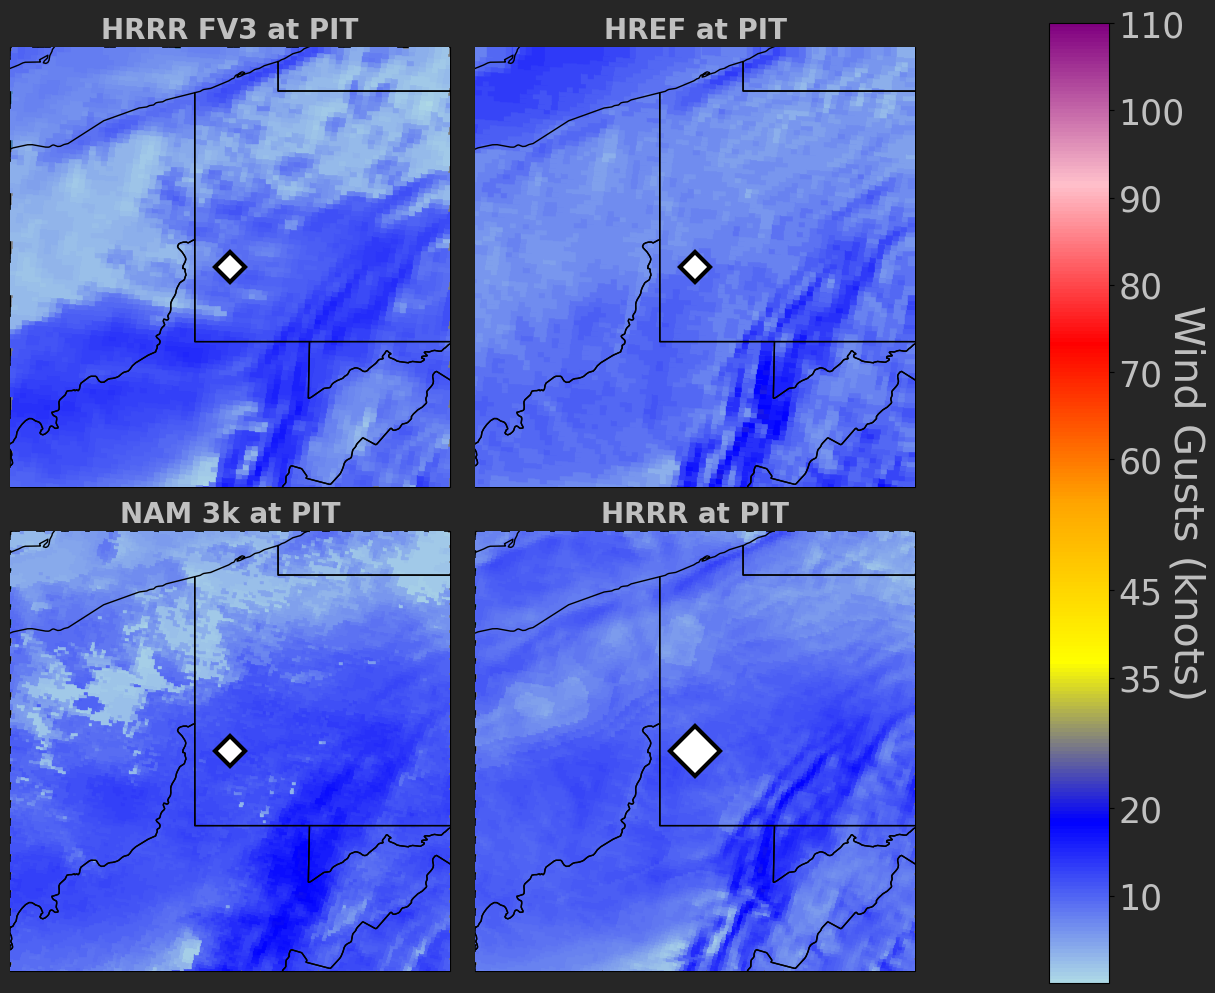 HRRR FV3 at PIT
HREF at PIT
NAM 3k at PIT
HRRR at PIT
110
100
90
80
70
60
45
35
20
10
Wind Gusts (knots)